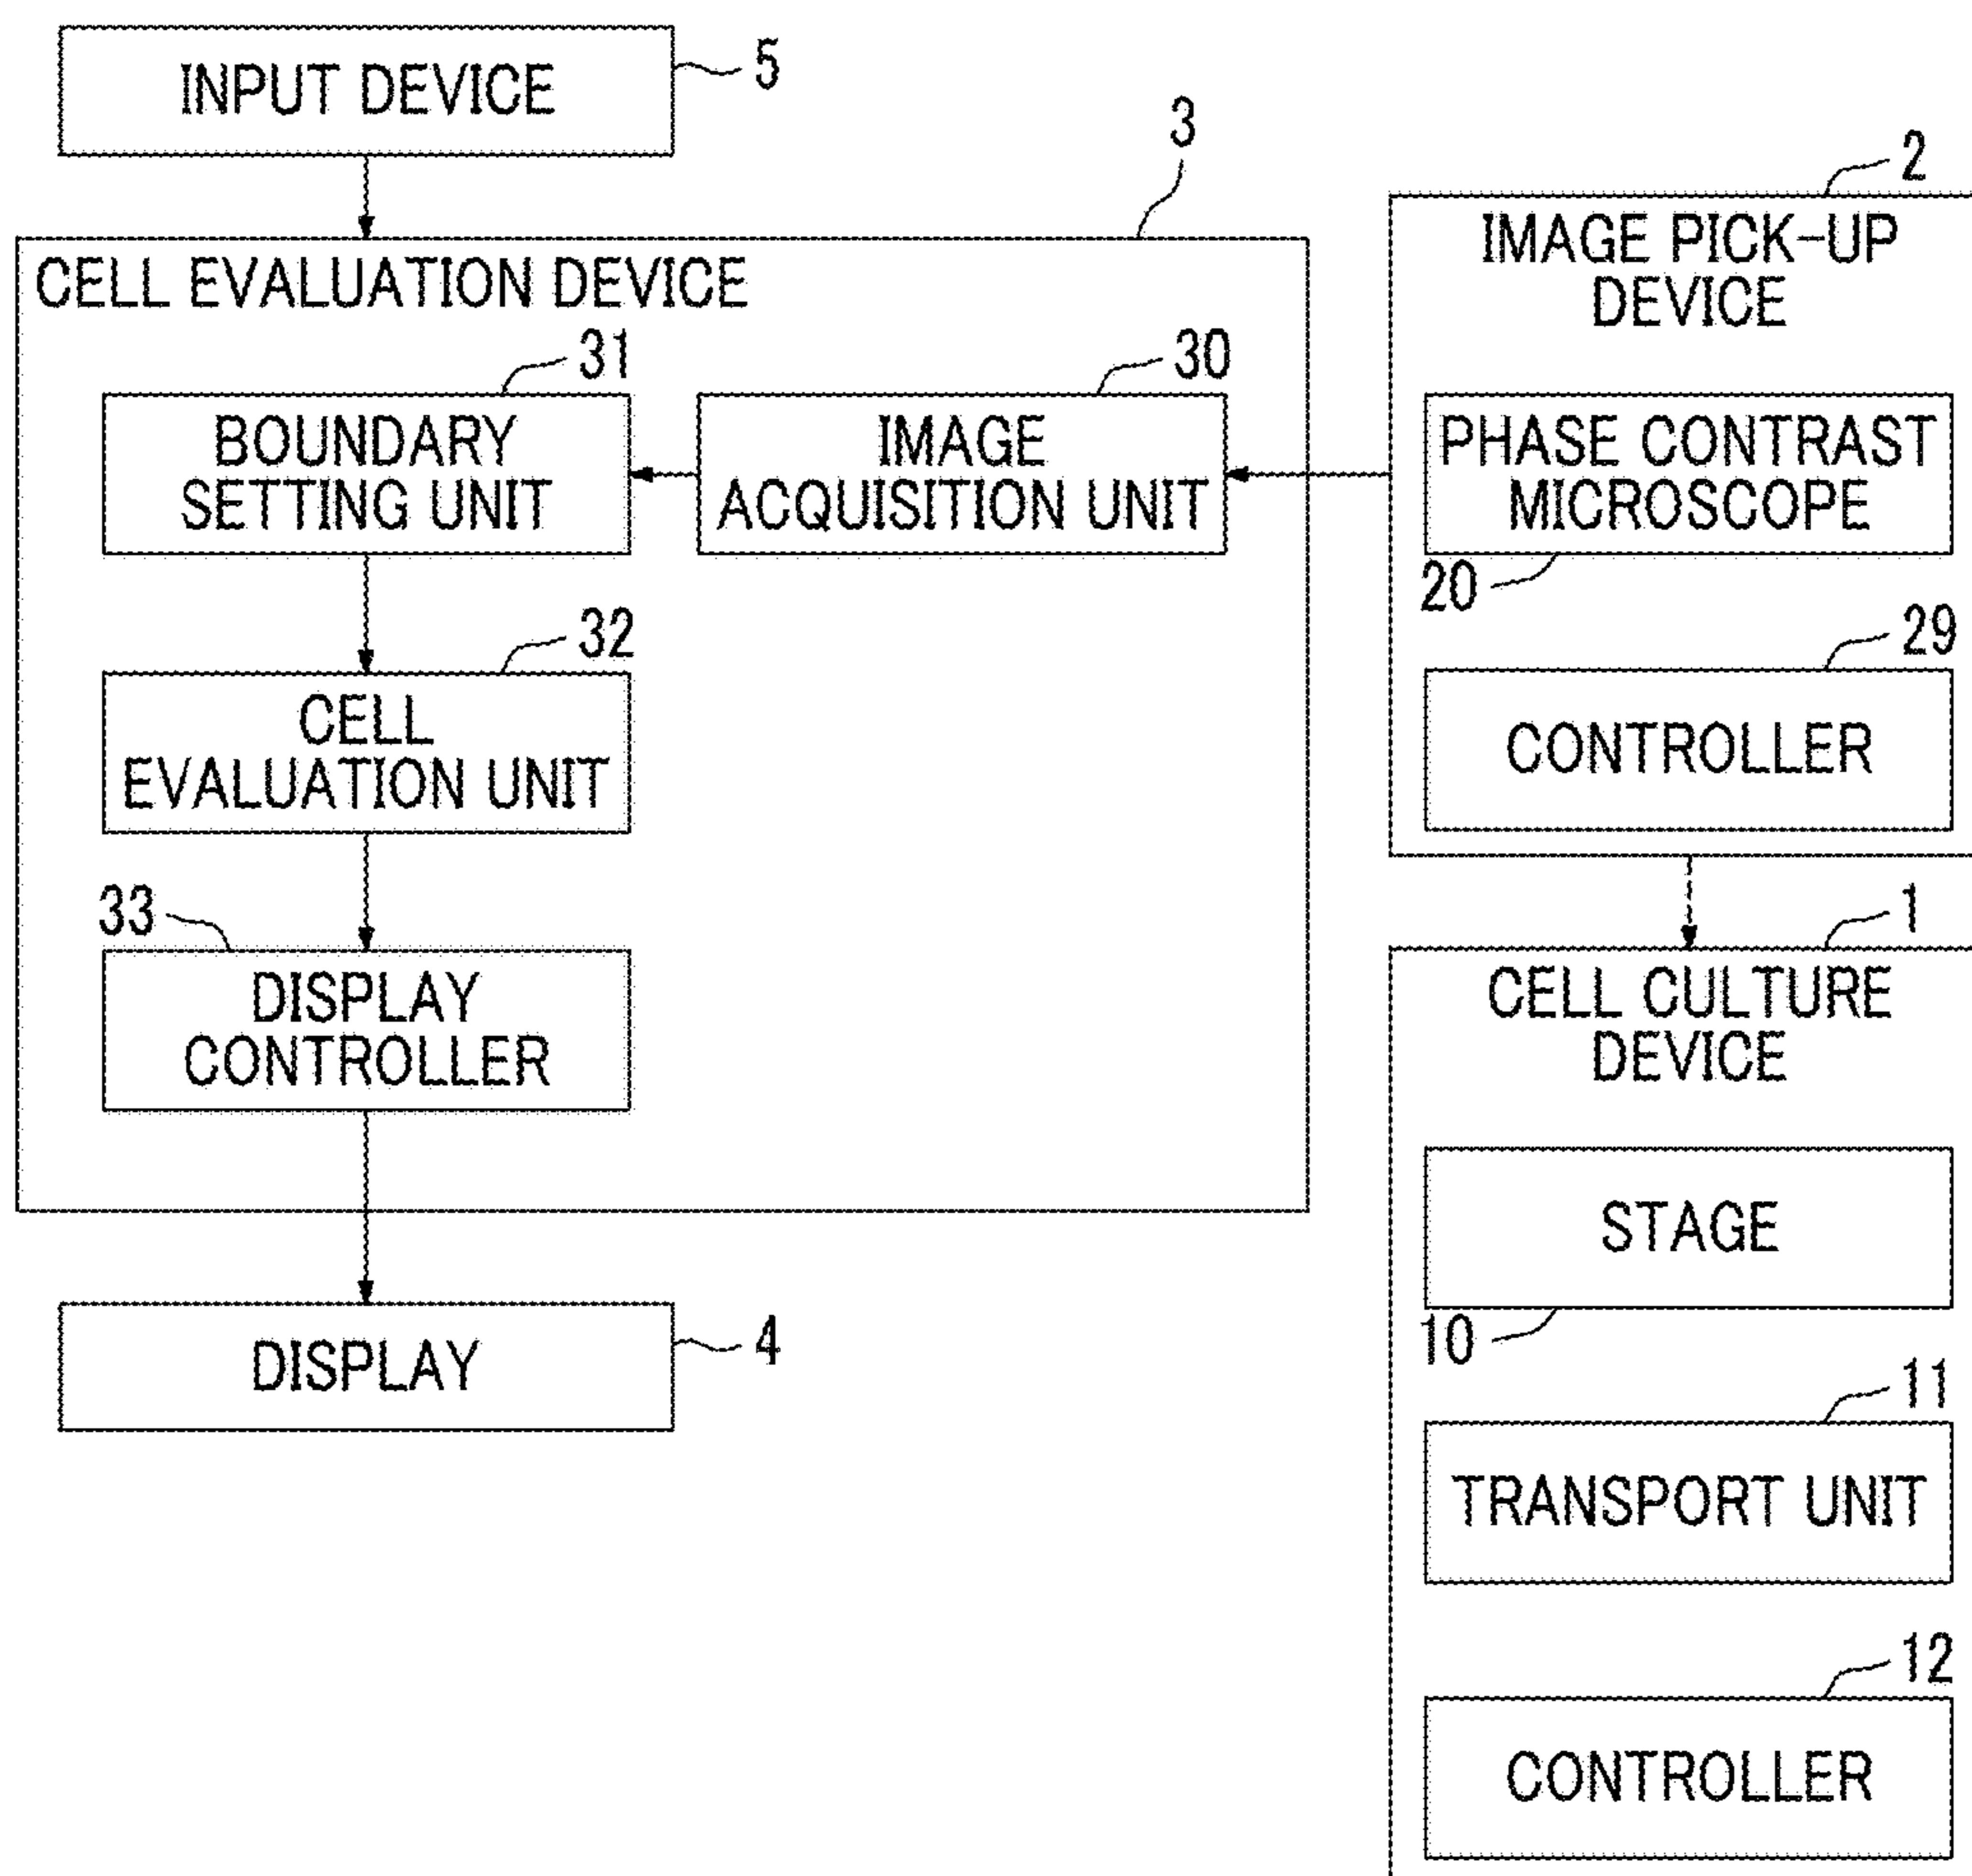 INPUT DEVICE
5
3
CELL EVALUATION DEVICE
31
BOUNDARY
SETTING UNIT
30
IMAGE
ACQUISITION UNIT
32
CELL
EVALUATION UNIT
33
DISPLAY
CONTROLLER
DISPLAY
4
2
IMAGE PICK-UP
DEVICE
PHASE CONTRAST
MICROSCOPE
20
29
CONTROLLER
1
CELL CULTURE
DEVICE
STAGE
10
11
TRANSPORT UNIT
12
CONTROLLER